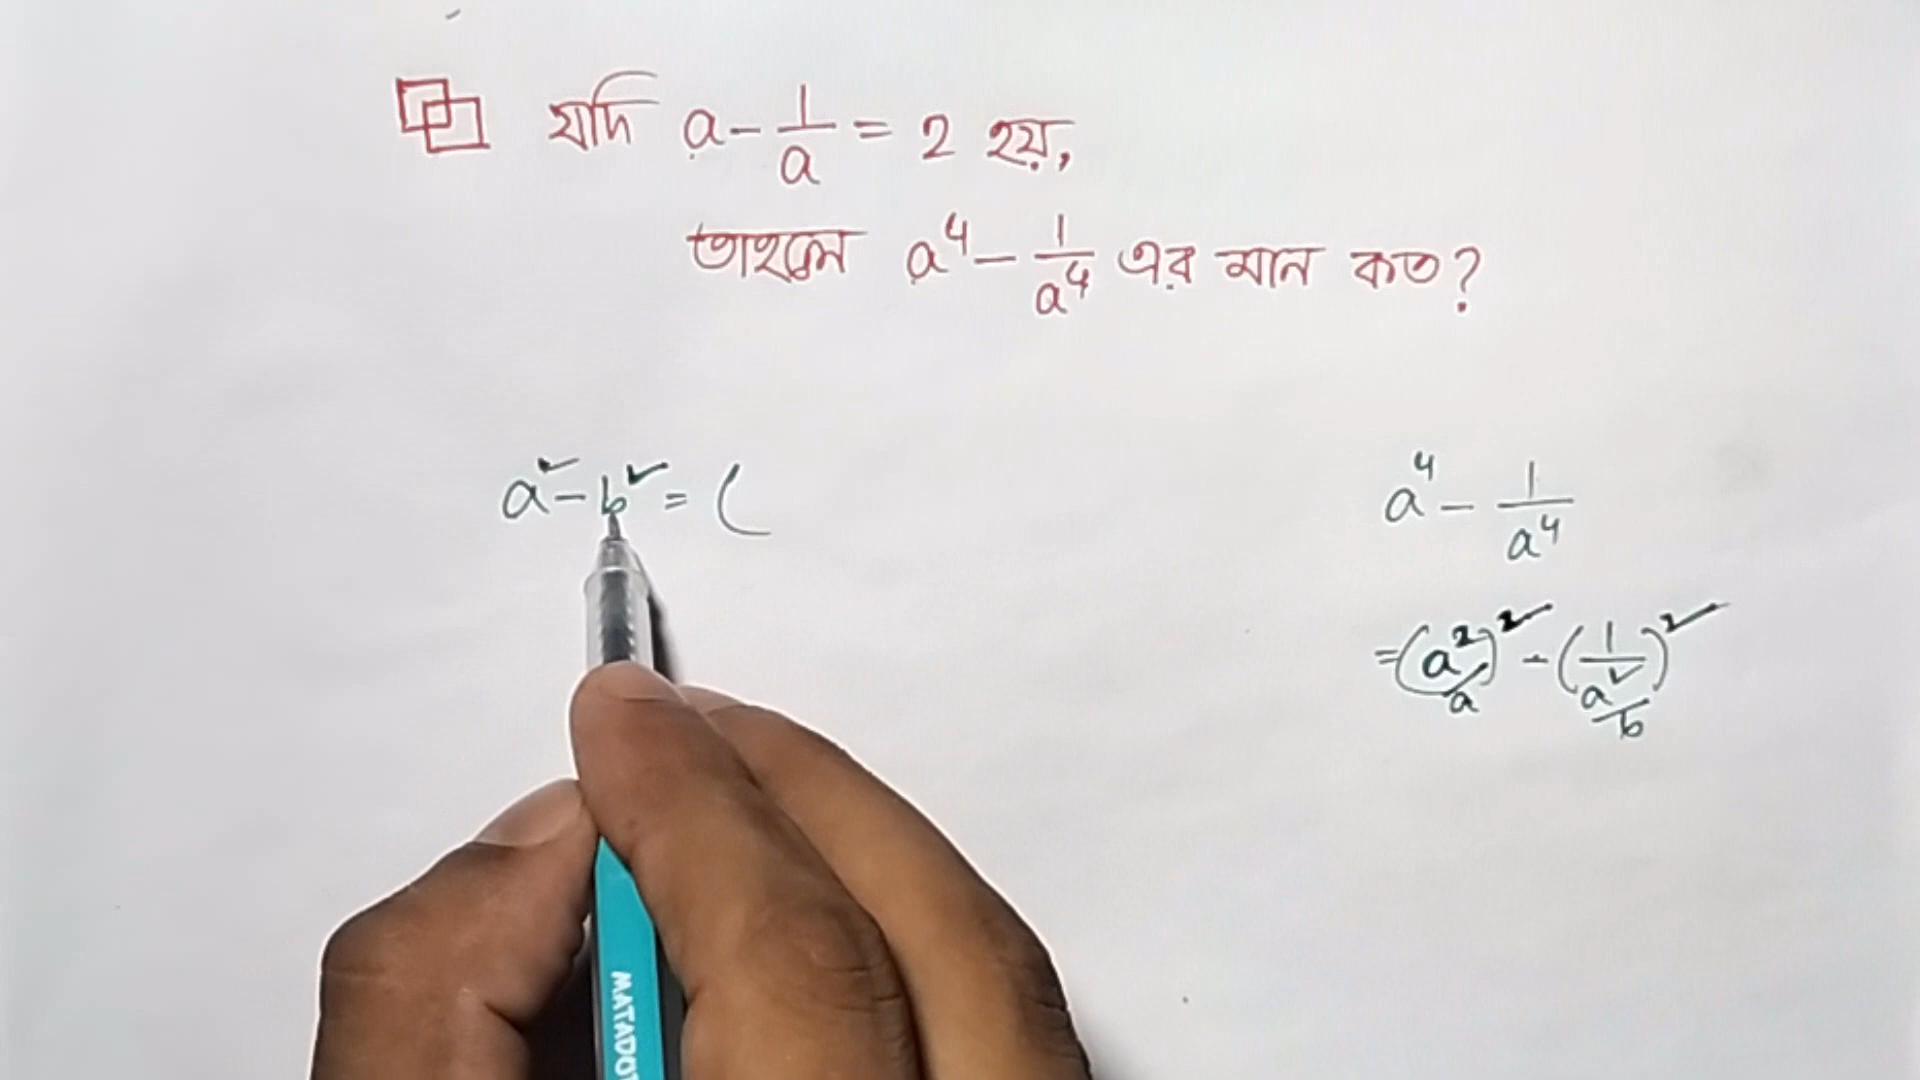 যদি a - 1/a = 2 হয়,
তাহলে a⁴ - 1/a⁴ এর মান কত?
a² - b² = (
a⁴ - 1/a⁴
= (a²)² - (1/a²)²
a b
MATADO